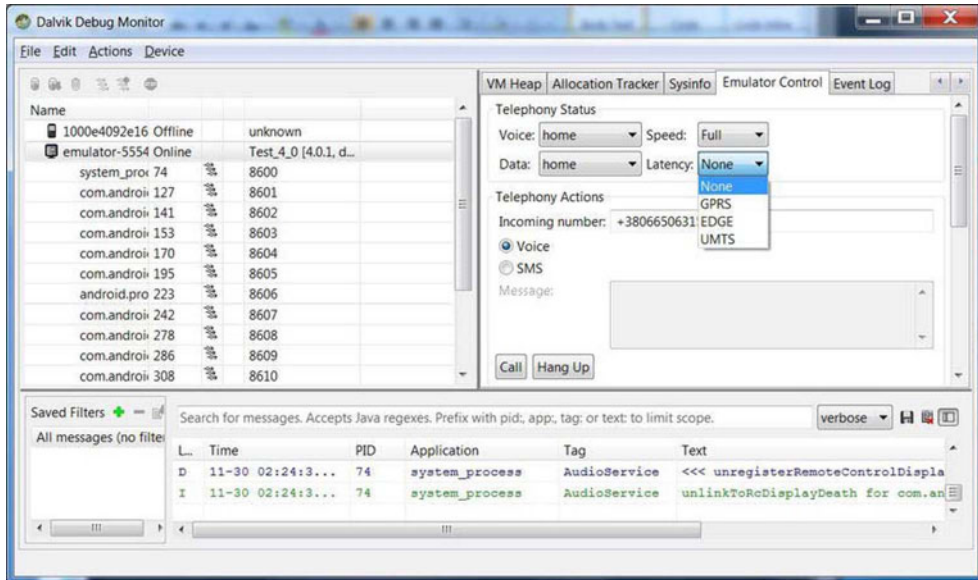 Dalvik Debug Monitor
File Edit Actions Device
Name
1000e4092e16 Offline unknown
emulator-5554 Online Test_4_0 [4.0.1, d...
system_proc 74 8600
com.androi 127 8601
com.androi 141 8602
com.androi 153 8603
com.androi 170 8604
com.androi 195 8605
android.pro 223 8606
com.androi 242 8607
com.androi 278 8608
com.androi 286 8609
com.androi 308 8610
VM Heap Allocation Tracker Sysinfo Emulator Control Event Log
Telephony Status
Voice: home Speed: Full
Data: home Latency: None
None
GPRS
EDGE
UMTS
Telephony Actions
Incoming number: +3806650631
Voice
SMS
Message:
Call Hang Up
Saved Filters
All messages (no filter
Search for messages. Accepts Java regexes. Prefix with pid:, app:, tag: or text: to limit scope. verbose
L... Time PID Application Tag Text
D 11-30 02:24:3... 74 system_process AudioService <<< unregisterRemoteControlDispla
I 11-30 02:24:3... 74 system_process AudioService unlinkToRcDisplayDeath for com.an